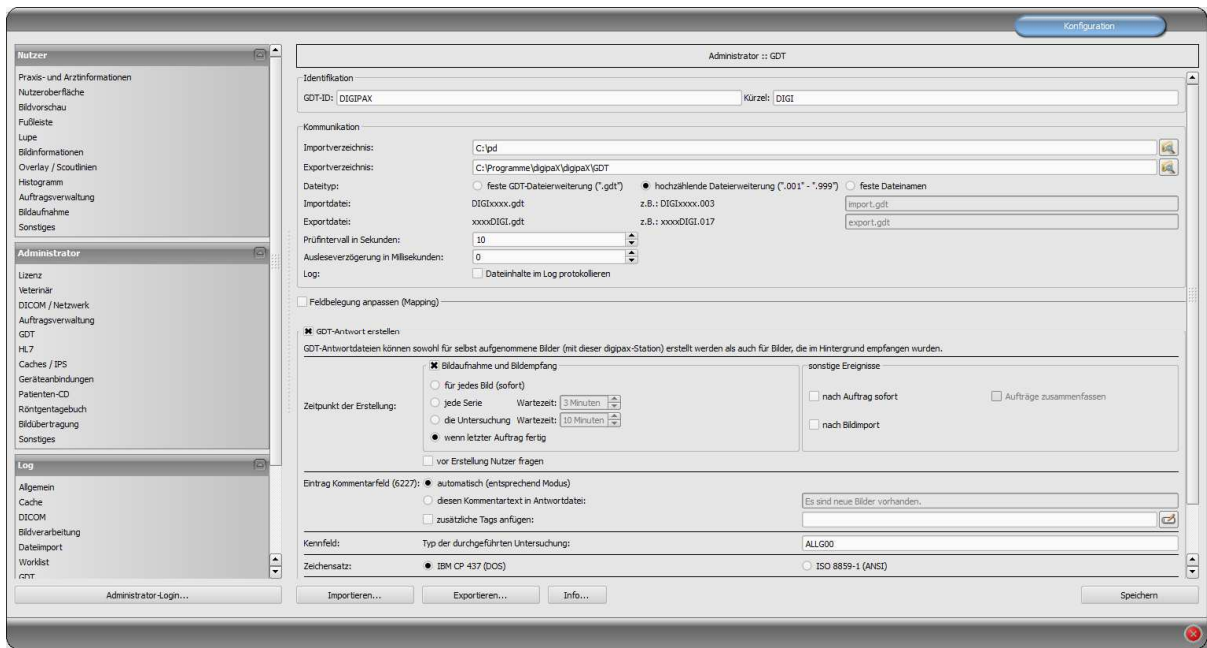 Konfiguration
Nutzer
Praxis- und Arztinformationen
Nutzeroberfläche
Bildvorschau
Fußleiste
Lupe
Bildinformationen
Overlay / Scoutlinien
Histogramm
Auftragsverwaltung
Bildaufnahme
Sonstiges
Administrator
Lizenz
Veterinär
DICOM / Netzwerk
Auftragsverwaltung
GDT
HL7
Caches / IPS
Geräteanbindungen
Patienten-CD
Röntgentagebuch
Bildübertragung
Sonstiges
Log
Allgemein
Cache
DICOM
Bildverarbeitung
Dateiimport
Worklist
GDT
Administrator-Login...
Administrator :: GDT
Identifikation
GDT-ID: DIGIPAX Kürzel: DIGI
Kommunikation
Importverzeichnis: C:\pd
Exportverzeichnis: C:\Programme\digipaX\digipaX\GDT
Dateityp: feste GDT-Dateierweiterung (".gdt") hochzählende Dateierweiterung (".001" - ".999") feste Dateinamen
Importdatei: DIGIxxxx.gdt z.B.: DIGIxxxx.003 import.gdt
Exportdatei: xxxxDIGI.gdt z.B.: xxxxDIGI.017 export.gdt
Prüfintervall in Sekunden: 10
Ausleseverzögerung in Millisekunden: 0
Log: Dateiinhalte im Log protokollieren
Feldbelegung anpassen (Mapping)
GDT-Antwort erstellen
GDT-Antwortdateien können sowohl für selbst aufgenommene Bilder (mit dieser digipax-Station) erstellt werden als auch für Bilder, die im Hintergrund empfangen wurden.
Zeitpunkt der Erstellung:
Bildaufnahme und Bildempfang
für jedes Bild (sofort)
jede Serie Wartezeit: 3 Minuten
die Untersuchung Wartezeit: 10 Minuten
wenn letzter Auftrag fertig
vor Erstellung Nutzer fragen
sonstige Ereignisse
nach Auftrag sofort Aufträge zusammenfassen
nach Bildimport
Eintrag Kommentarfeld (6227): automatisch (entsprechend Modus)
diesen Kommentartext in Antwortdatei: Es sind neue Bilder vorhanden.
zusätzliche Tags anfügen:
Kennfeld: Typ der durchgeführten Untersuchung: ALLG00
Zeichensatz: IBM CP 437 (DOS) ISO 8859-1 (ANSI)
Importieren... Exportieren... Info... Speichern